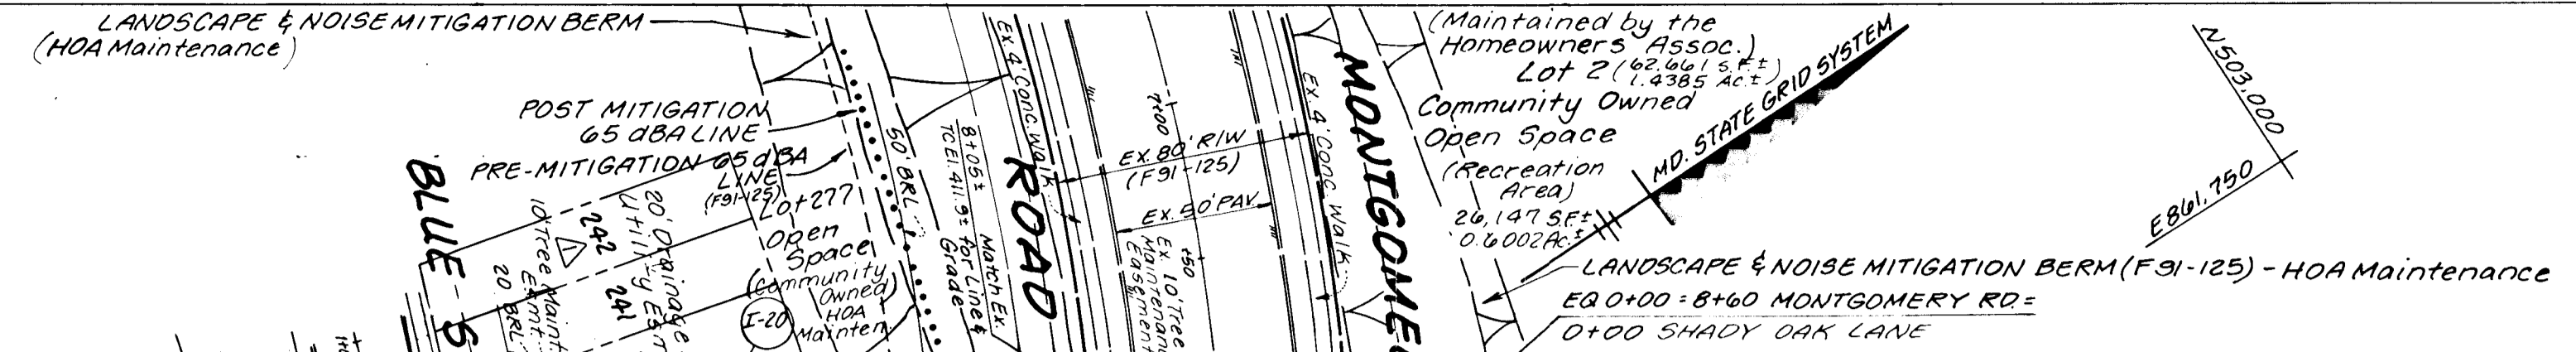 LANDSCAPE & NOISE MITIGATION BERM
(HOA Maintenance)
POST MITIGATION
65 dBA LINE
PRE-MITIGATION 65 dBA
LINE
(F91-125)
Lot 277
Open
Space
(Community
Owned)
HOA
Mainten.
I-20
BLUE S
242
241
1
10' Tree Maint.
Esmt.
20' BRL
20' Drainage
Utility Esm't
50' BRL
8+05±
TC El. 411.9± for Line &
Grade
Match Ex.
Ex. 4' Conc. Walk
ROAD
7+00
EX. 80' R/W
(F91-125)
EX. 50' PAV.
+50
Ex. 10' Tree
Maintenance
Easement
Ex. 4' Conc. Walk
MONTGOME
(Maintained by the
Homeowners Assoc.)
Lot 2 (62,661 S.F.±
1.4385 Ac.±)
Community Owned
Open Space
(Recreation
Area)
26,147 S.F.±
0.6002 Ac.±
MD. STATE GRID SYSTEM
N 503,000
E 861,750
LANDSCAPE & NOISE MITIGATION BERM (F91-125) - HOA Maintenance
EQ 0+00 = 8+60 MONTGOMERY RD. =
0+00 SHADY OAK LANE